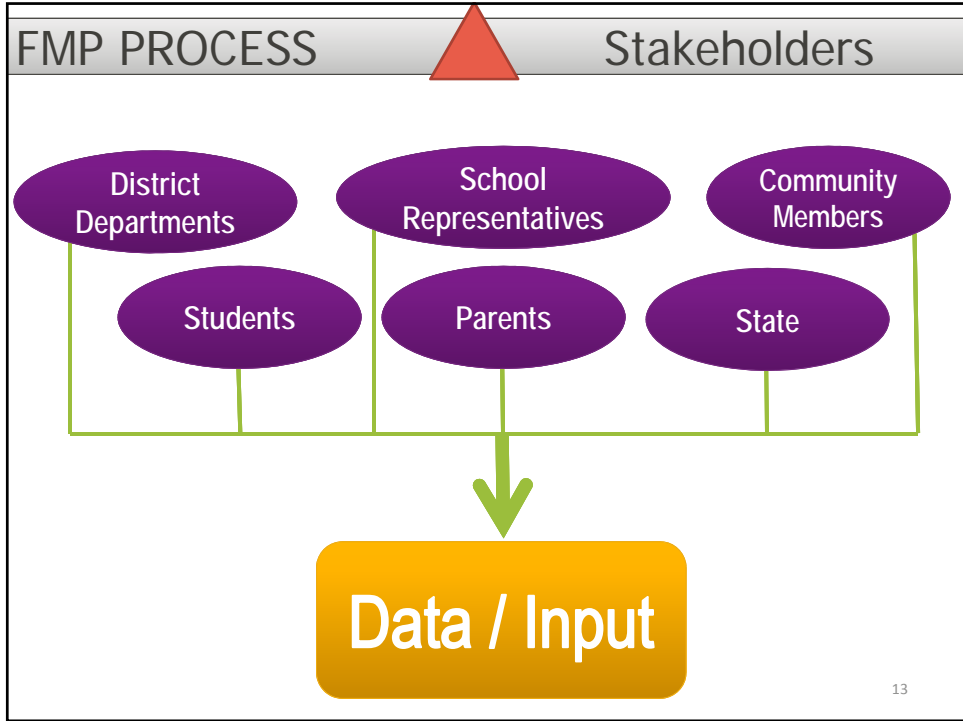 FMP PROCESS
Stakeholders
District
Departments
School
Representatives
Community
Members
Students
Parents
State
Data / Input
13